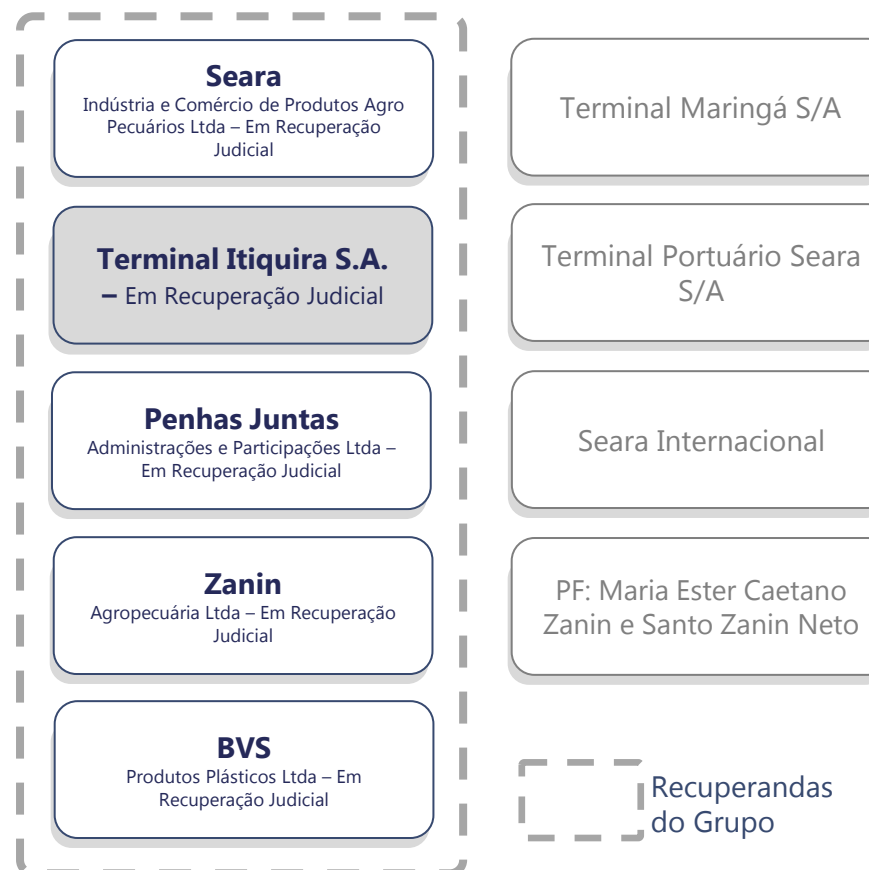 Seara
Indústria e Comércio de Produtos Agro
Pecuários Ltda – Em Recuperação
Judicial
Terminal Itiquira S.A.
– Em Recuperação Judicial
Penhas Juntas
Administrações e Participações Ltda –
Em Recuperação Judicial
Zanin
Agropecuária Ltda – Em Recuperação
Judicial
BVS
Produtos Plásticos Ltda – Em
Recuperação Judicial
Terminal Maringá S/A
Terminal Portuário Seara
S/A
Seara Internacional
PF: Maria Ester Caetano
Zanin e Santo Zanin Neto
Recuperandas
do Grupo